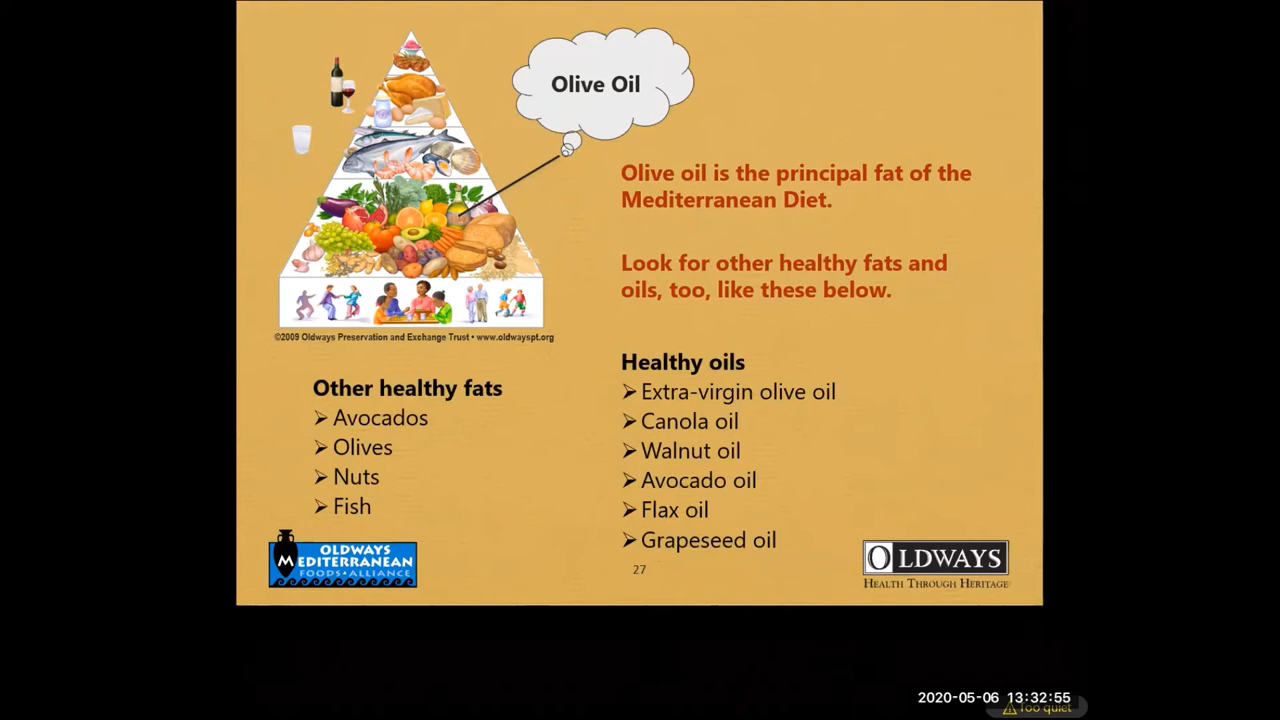 Olive Oil
Olive oil is the principal fat of the
Mediterranean Diet.
Look for other healthy fats and
oils, too, like these below.
©2009 Oldways Preservation and Exchange Trust • www.oldwayspt.org
Other healthy fats
➢ Avocados
➢ Olives
➢ Nuts
➢ Fish
Healthy oils
➢ Extra-virgin olive oil
➢ Canola oil
➢ Walnut oil
➢ Avocado oil
➢ Flax oil
➢ Grapeseed oil
OLDWAYS
MEDITERRANEAN
FOODS•ALLIANCE
27
OLDWAYS
HEALTH THROUGH HERITAGE
2020-05-06 13:32:55
Too quiet